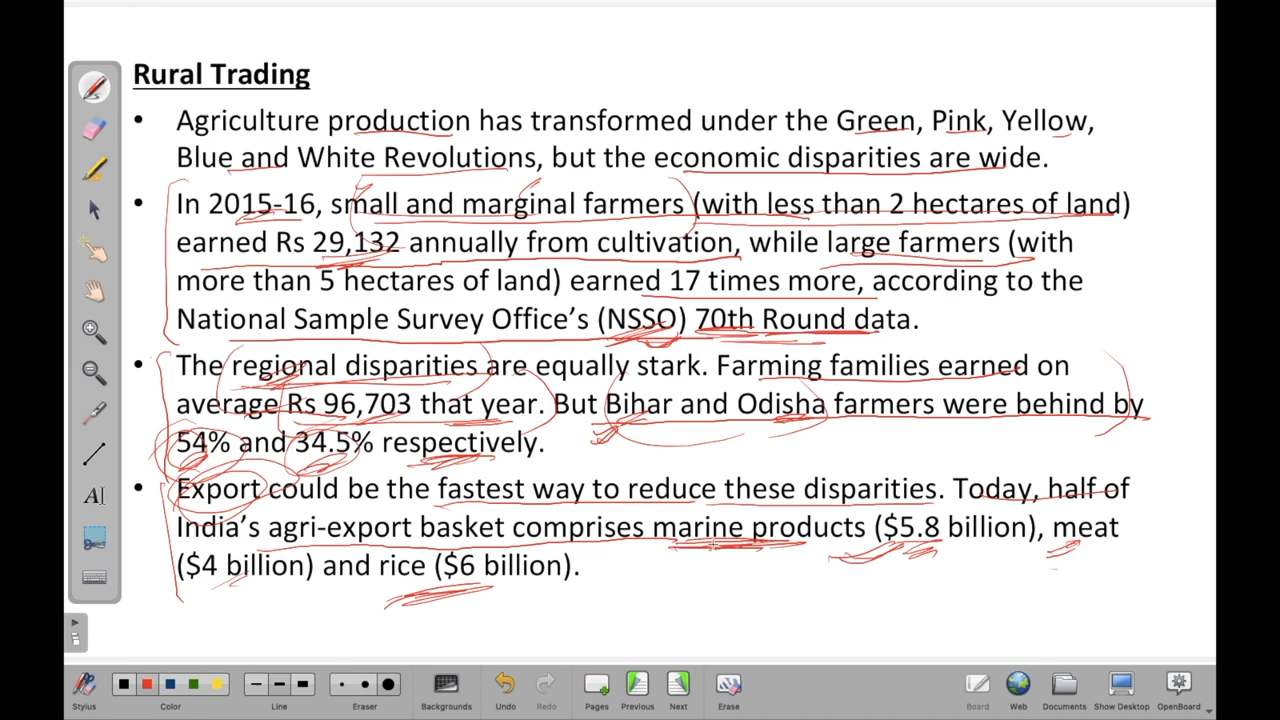 Rural Trading
• Agriculture production has transformed under the Green, Pink, Yellow,
Blue and White Revolutions, but the economic disparities are wide.
• In 2015-16, small and marginal farmers (with less than 2 hectares of land)
earned Rs 29,132 annually from cultivation, while large farmers (with
more than 5 hectares of land) earned 17 times more, according to the
National Sample Survey Office’s (NSSO) 70th Round data.
• The regional disparities are equally stark. Farming families earned on
average Rs 96,703 that year. But Bihar and Odisha farmers were behind by
54% and 34.5% respectively.
• Export could be the fastest way to reduce these disparities. Today, half of
India’s agri-export basket comprises marine products ($5.8 billion), meat
($4 billion) and rice ($6 billion).
A
Stylus Color Line Eraser Backgrounds Undo Redo Pages Previous Next Erase Board Web Documents Show Desktop OpenBoard